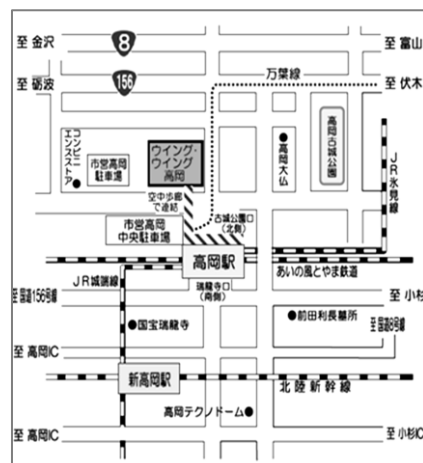 至 金沢
8
至 富山
至 砺波
156
万葉線
至 伏木
コンビニ
エンスストア
市営高岡
駐車場
ウイング・
ウイング
高岡
高岡大仏
高岡古城公園
JR氷見線
空中歩廊
で連結
古城公園口
(北側)
市営高岡
中央駐車場
高岡駅
あいの風とやま鉄道
JR城端線
瑞龍寺口
(南側)
至 国道156号線
至 小杉
国宝瑞龍寺
前田利長墓所
至 国道8号線
至 高岡IC
新高岡駅
北陸新幹線
高岡テクノドーム
至 高岡IC
至 小杉IC